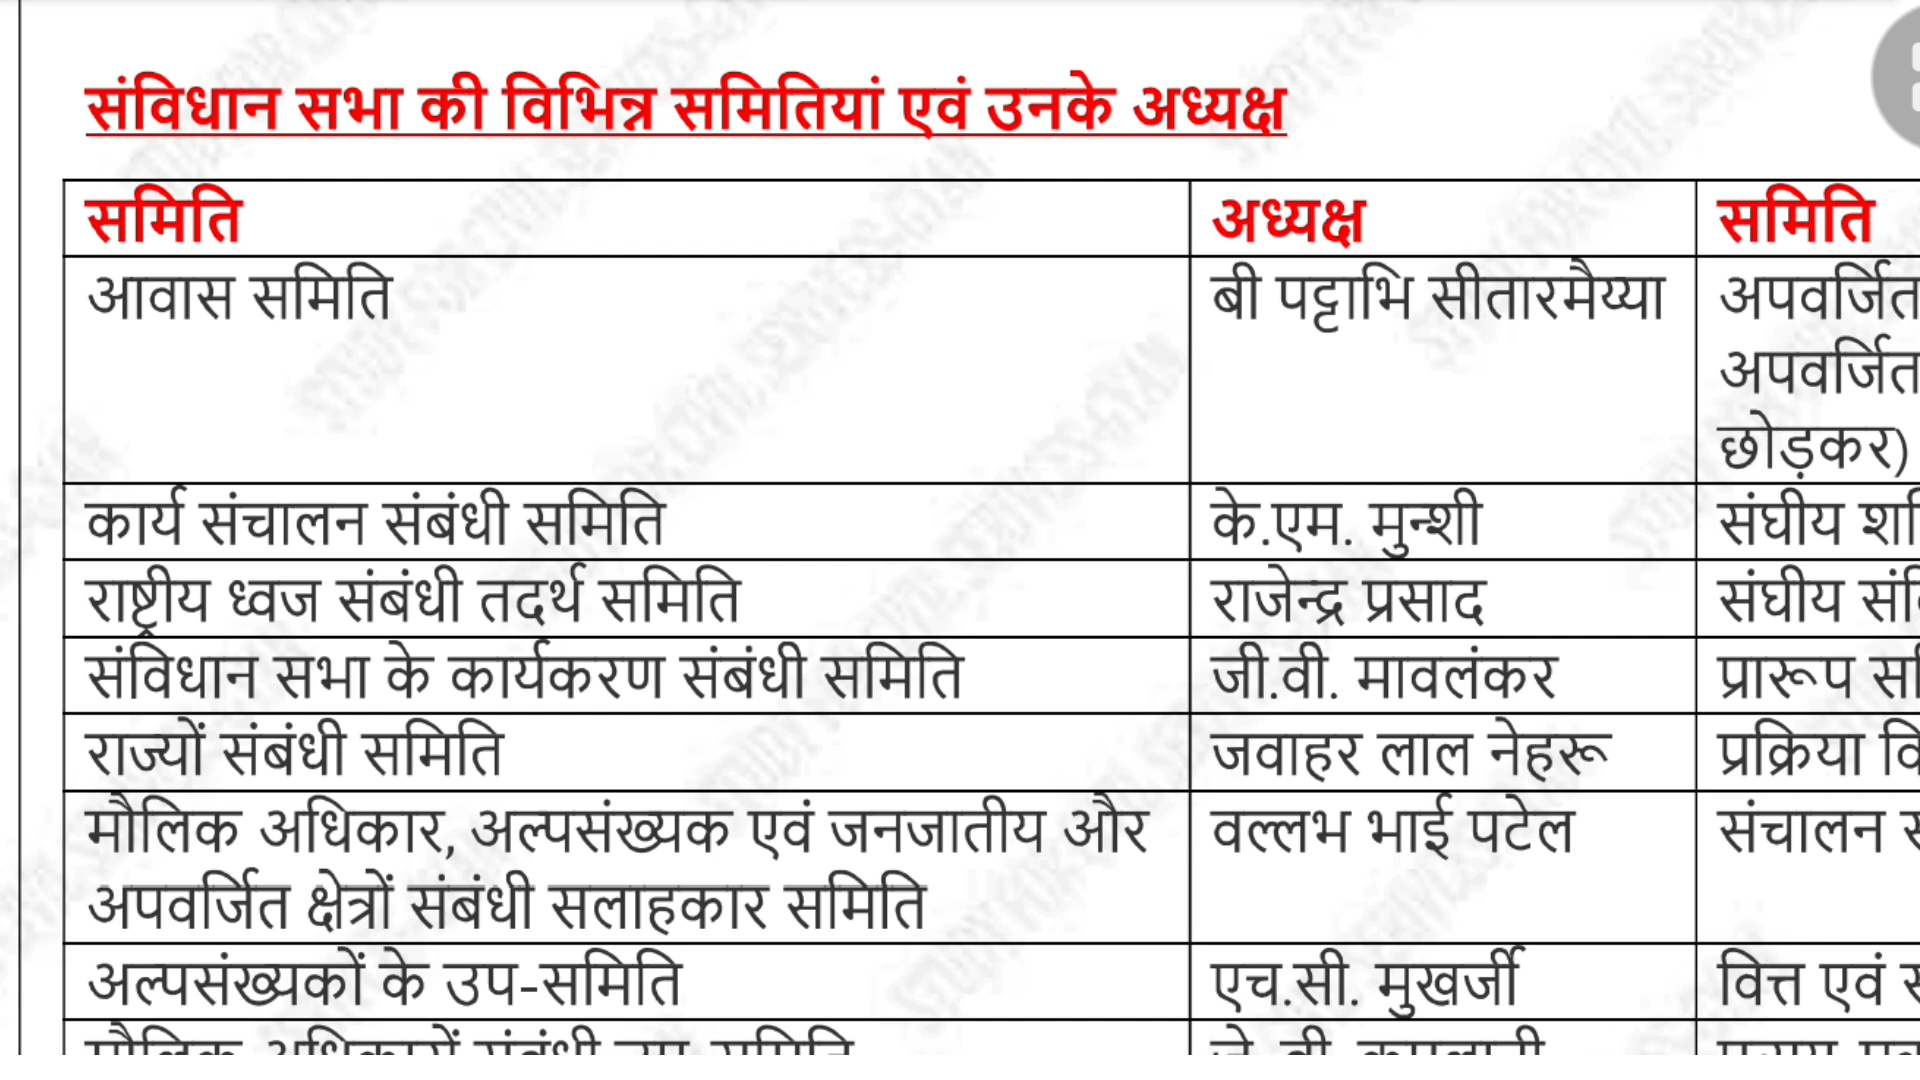 संविधान सभा की विभिन्न समितियां एवं उनके अध्यक्ष
समिति अध्यक्ष समिति
आवास समिति बी पट्टाभि सीतारमैय्या अपवर्जित
अपवर्जित
छोड़कर)
कार्य संचालन संबंधी समिति के.एम. मुन्शी संघीय
राष्ट्रीय ध्वज संबंधी तदर्थ समिति राजेन्द्र प्रसाद संघीय
संविधान सभा के कार्यकरण संबंधी समिति जी.वी. मावलंकर प्रारूप
राज्यों संबंधी समिति जवाहर लाल नेहरू प्रक्रिया
मौलिक अधिकार, अल्पसंख्यक एवं जनजातीय और वल्लभ भाई पटेल संचालन
अपवर्जित क्षेत्रों संबंधी सलाहकार समिति
अल्पसंख्यकों के उप-समिति एच.सी. मुखर्जी वित्त एवं